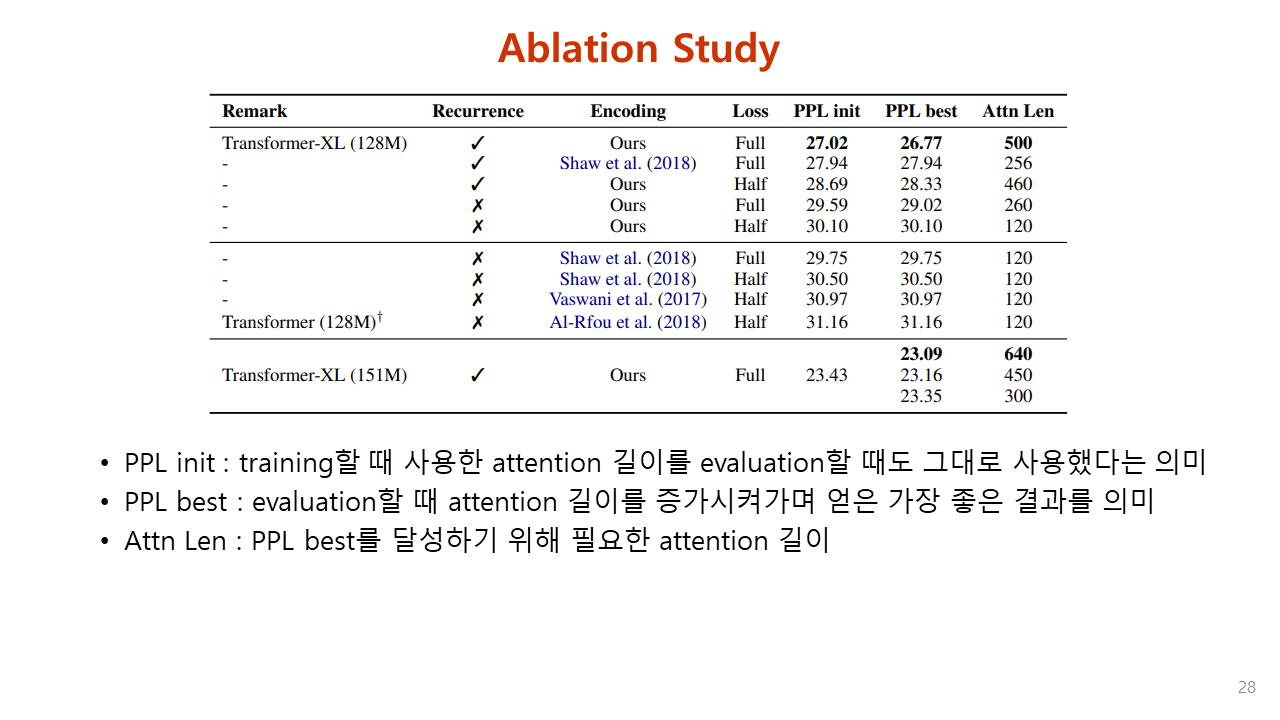 Ablation Study
Remark Recurrence Encoding Loss PPL init PPL best Attn Len
Transformer-XL (128M) ✓ Ours Full 27.02 26.77 500
- ✓ Shaw et al. (2018) Full 27.94 27.94 256
- ✓ Ours Half 28.69 28.33 460
- ✗ Ours Full 29.59 29.02 260
- ✗ Ours Half 30.10 30.10 120
- ✗ Shaw et al. (2018) Full 29.75 29.75 120
- ✗ Shaw et al. (2018) Half 30.50 30.50 120
- ✗ Vaswani et al. (2017) Half 30.97 30.97 120
Transformer (128M)† ✗ Al-Rfou et al. (2018) Half 31.16 31.16 120
23.09 640
Transformer-XL (151M) ✓ Ours Full 23.43 23.16 450
23.35 300
• PPL init : training할 때 사용한 attention 길이를 evaluation할 때도 그대로 사용했다는 의미
• PPL best : evaluation할 때 attention 길이를 증가시켜가며 얻은 가장 좋은 결과를 의미
• Attn Len : PPL best를 달성하기 위해 필요한 attention 길이
28